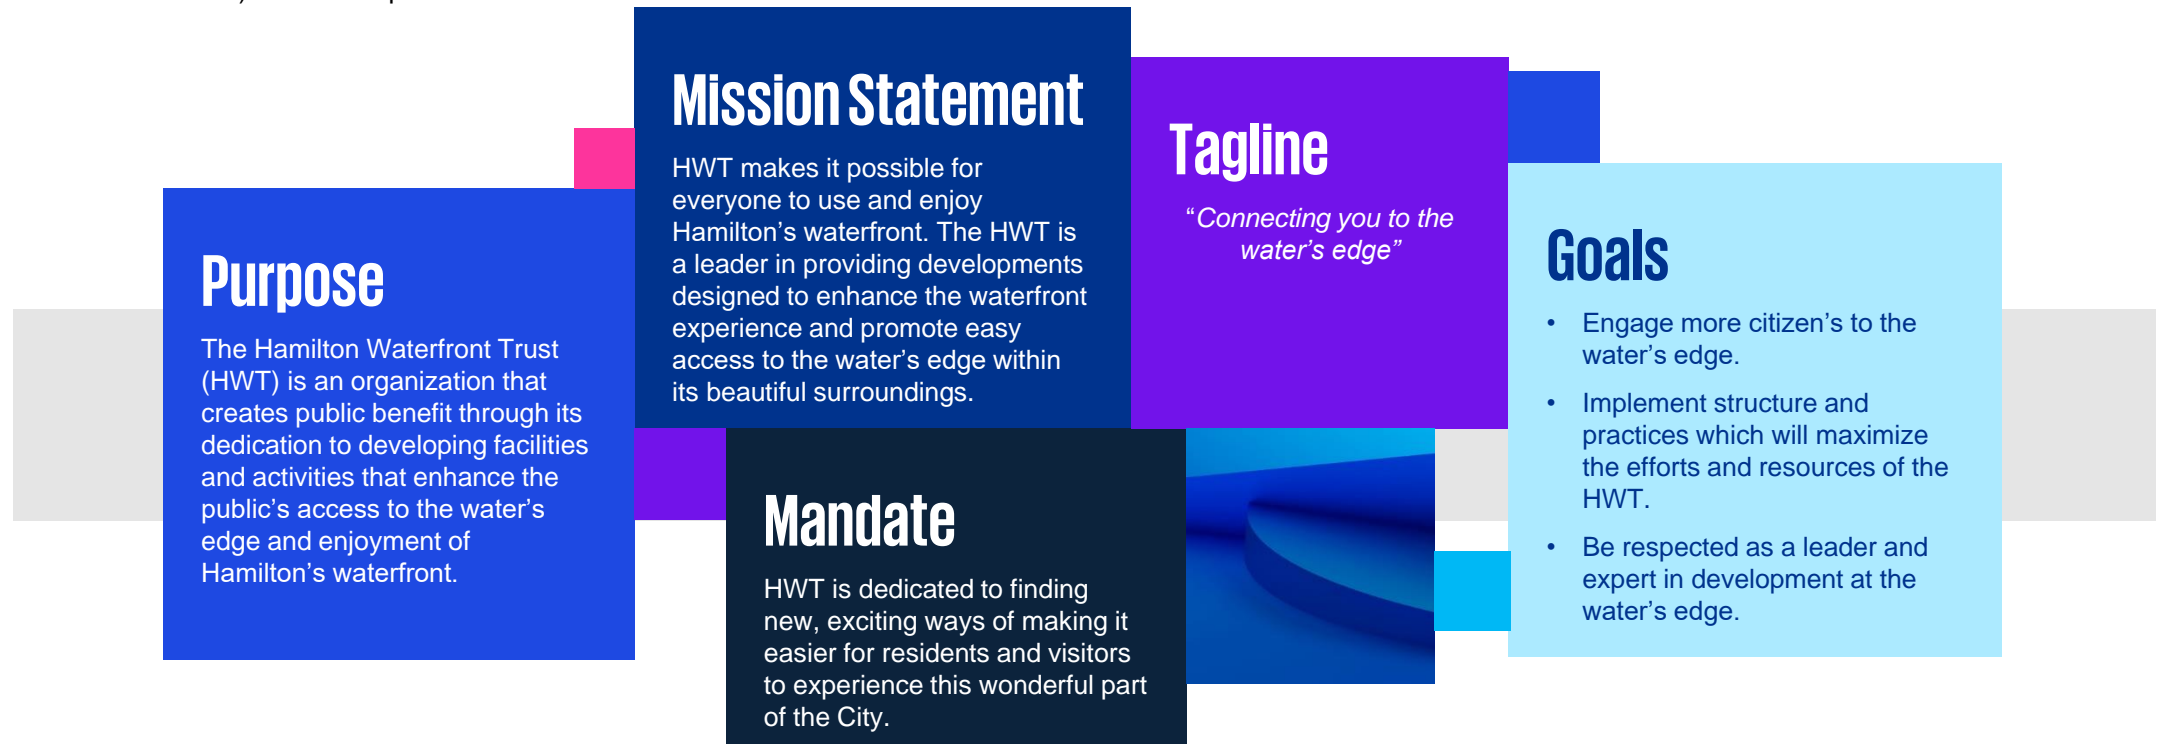 Purpose
The Hamilton Waterfront Trust
(HWT) is an organization that
creates public benefit through its
dedication to developing facilities
and activities that enhance the
public’s access to the water’s
edge and enjoyment of
Hamilton’s waterfront.
Mission Statement
HWT makes it possible for
everyone to use and enjoy
Hamilton’s waterfront. The HWT is
a leader in providing developments
designed to enhance the waterfront
experience and promote easy
access to the water’s edge within
its beautiful surroundings.
Mandate
HWT is dedicated to finding
new, exciting ways of making it
easier for residents and visitors
to experience this wonderful part
of the City.
Tagline
“Connecting you to the
water’s edge”
Goals
• Engage more citizen’s to the
water’s edge.
• Implement structure and
practices which will maximize
the efforts and resources of the
HWT.
• Be respected as a leader and
expert in development at the
water’s edge.